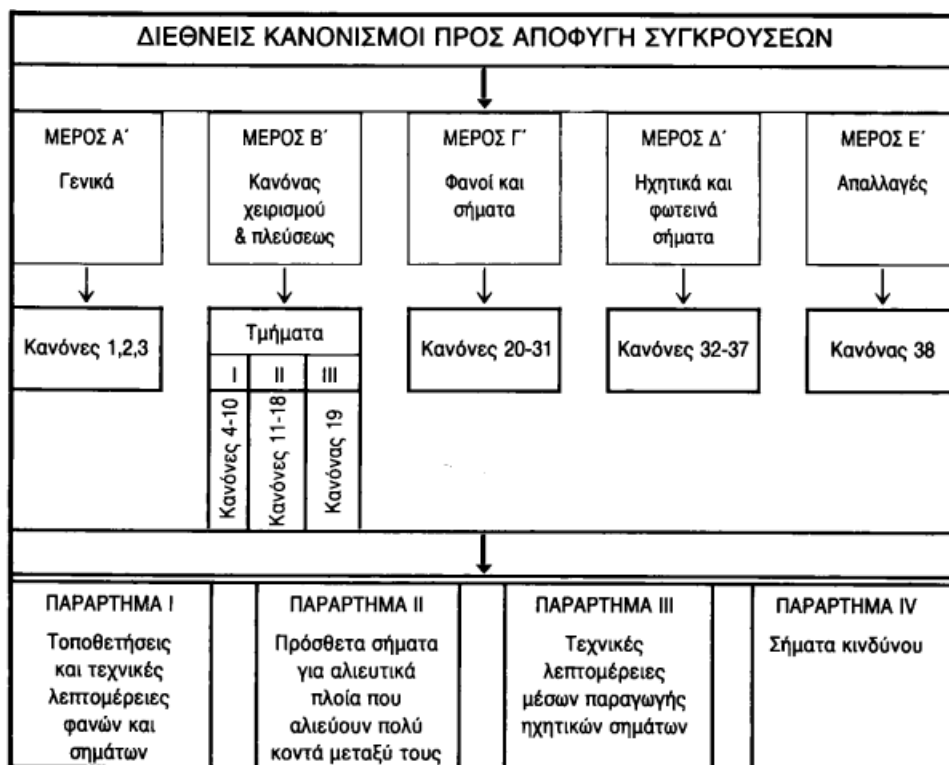 ΔΙΕΘΝΕΙΣ ΚΑΝΟΝΙΣΜΟΙ ΠΡΟΣ ΑΠΟΦΥΓΗ ΣΥΓΚΡΟΥΣΕΩΝ
ΜΕΡΟΣ Α΄
Γενικά
ΜΕΡΟΣ Β΄
Κανόνας
χειρισμού
& πλεύσεως
ΜΕΡΟΣ Γ΄
Φανοί και
σήματα
ΜΕΡΟΣ Δ΄
Ηχητικά και
φωτεινά
σήματα
ΜΕΡΟΣ Ε΄
Απαλλαγές
Κανόνες 1,2,3
Τμήματα
I
II
III
Κανόνες 4-10
Κανόνες 11-18
Κανόνας 19
Κανόνες 20-31
Κανόνες 32-37
Κανόνας 38
ΠΑΡΑΡΤΗΜΑ I
Τοποθετήσεις
και τεχνικές
λεπτομέρειες
φανών και
σημάτων
ΠΑΡΑΡΤΗΜΑ II
Πρόσθετα σήματα
για αλιευτικά
πλοία που
αλιεύουν πολύ
κοντά μεταξύ τους
ΠΑΡΑΡΤΗΜΑ III
Τεχνικές
λεπτομέρειες
μέσων παραγωγής
ηχητικών σημάτων
ΠΑΡΑΡΤΗΜΑ IV
Σήματα κινδύνου